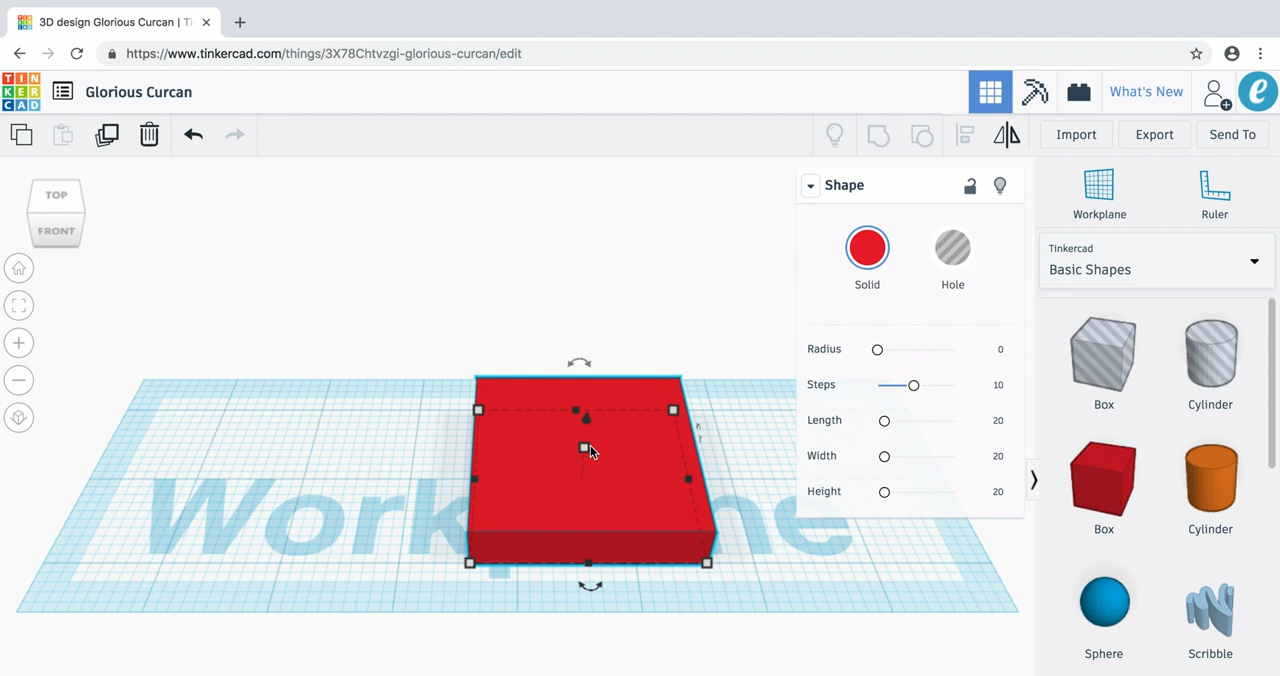 3D design Glorious Curcan | Ti
https://www.tinkercad.com/things/3X78Chtvzgi-glorious-curcan/edit
TIN
KER
CAD
Glorious Curcan
What's New
e
Import
Export
Send To
TOP
FRONT
Shape
Solid
Hole
Radius 0
Steps 10
Length 20
Width 20
Height 20
Workplane
Ruler
Tinkercad
Basic Shapes
Box
Cylinder
Box
Cylinder
Sphere
Scribble
Work ne